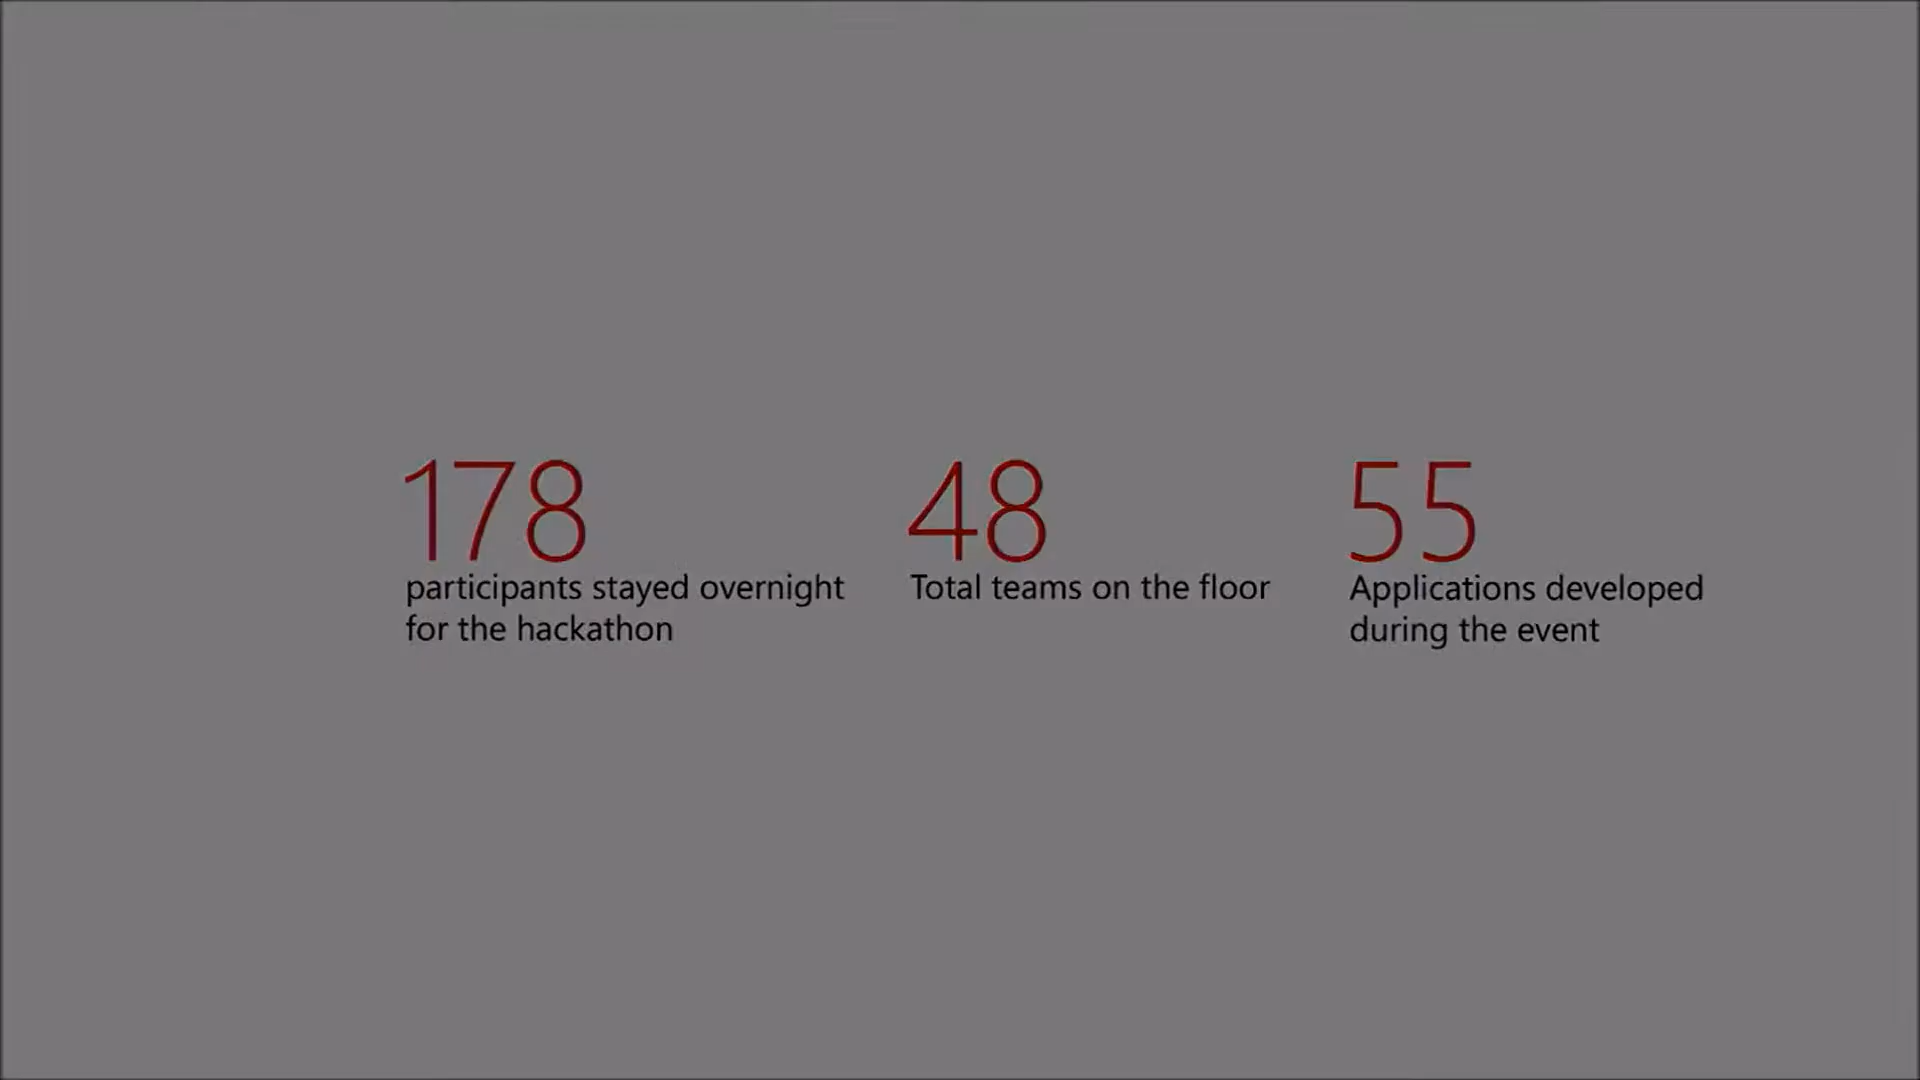 178
participants stayed overnight
for the hackathon
48
Total teams on the floor
55
Applications developed
during the event